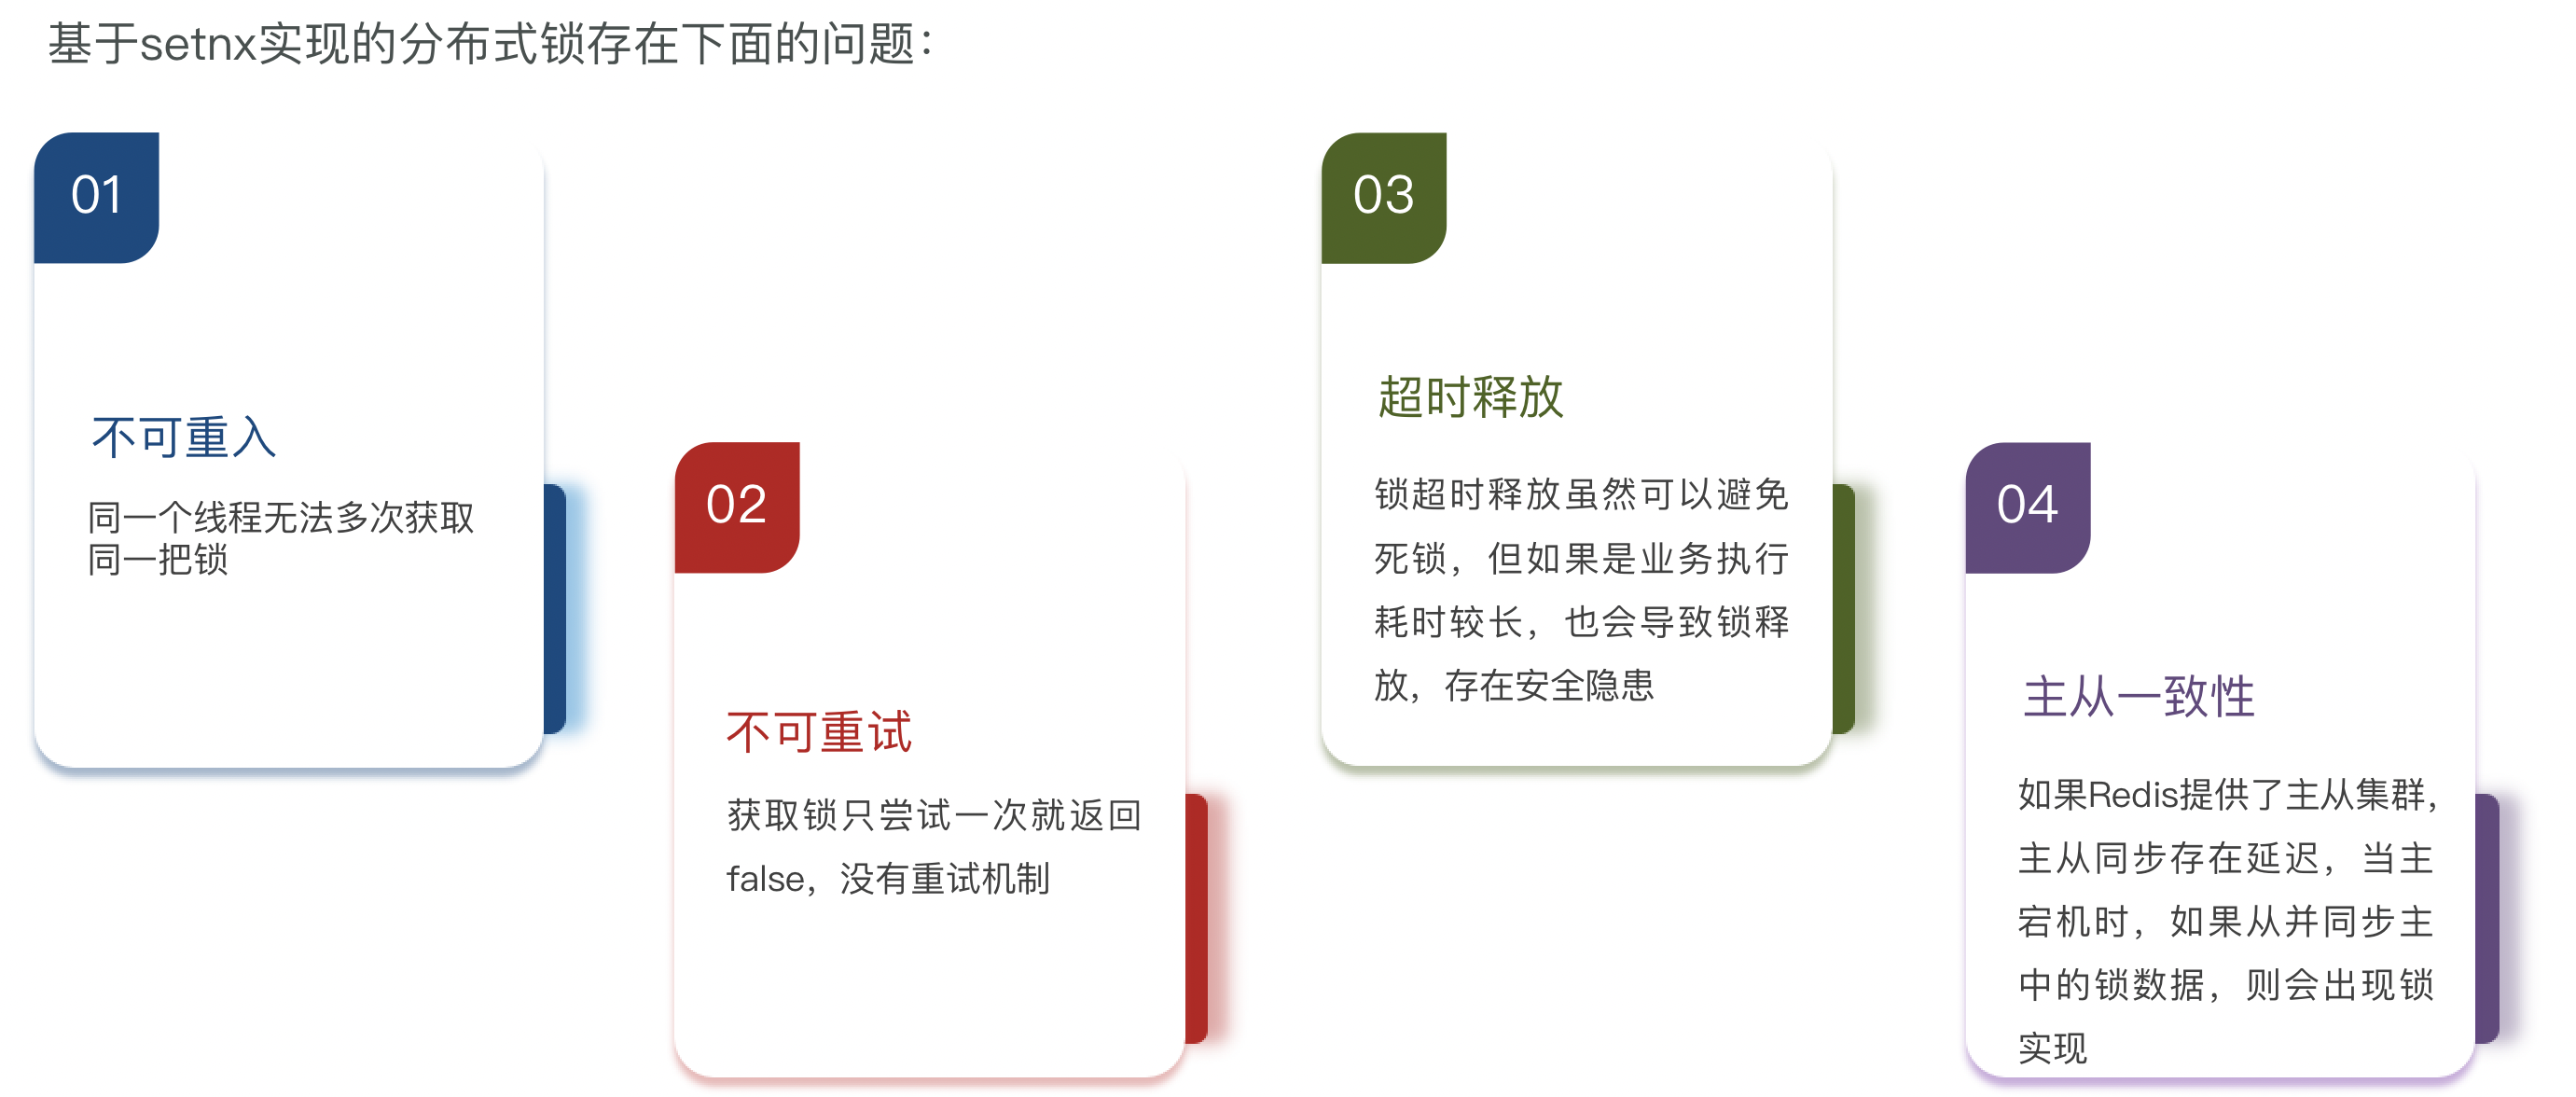 基于setnx实现的分布式锁存在下面的问题：
01
不可重入
同一个线程无法多次获取
同一把锁
02
不可重试
获取锁只尝试一次就返回
false，没有重试机制
03
超时释放
锁超时释放虽然可以避免
死锁，但如果是业务执行
耗时较长，也会导致锁释
放，存在安全隐患
04
主从一致性
如果Redis提供了主从集群，
主从同步存在延迟，当主
宕机时，如果从并同步主
中的锁数据，则会出现锁
实现